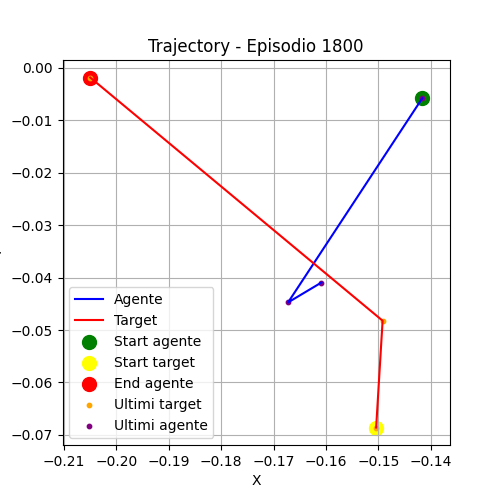 Trajectory - Episodio 1800
0.00
−0.01
−0.02
−0.03
−0.04
−0.05
−0.06
−0.07
Agente
Target
Start agente
Start target
End agente
Ultimi target
Ultimi agente
−0.21 −0.20 −0.19 −0.18 −0.17 −0.16 −0.15 −0.14
X